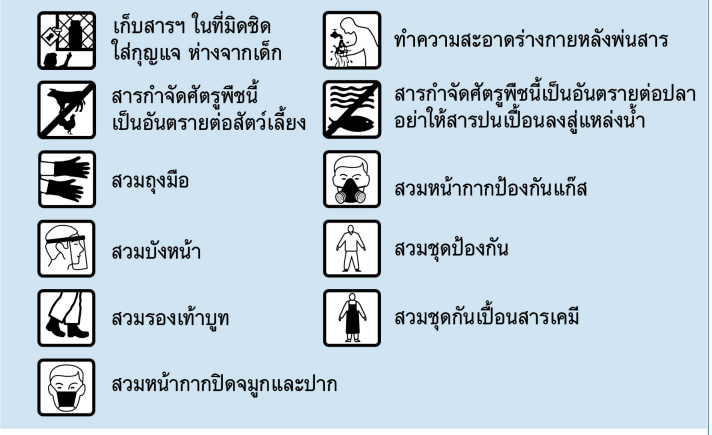 เก็บสารฯ ในที่มิดชิด
ใส่กุญแจ ห่างจากเด็ก
ทำความสะอาดร่างกายหลังพ่นสาร
สารกำจัดศัตรูพืชนี้
เป็นอันตรายต่อสัตว์เลี้ยง
สารกำจัดศัตรูพืชนี้เป็นอันตรายต่อปลา
อย่าให้สารปนเปื้อนลงสู่แหล่งน้ำ
สวมถุงมือ
สวมหน้ากากป้องกันแก๊ส
สวมบังหน้า
สวมชุดป้องกัน
สวมรองเท้าบูท
สวมชุดกันเปื้อนสารเคมี
สวมหน้ากากปิดจมูกและปาก